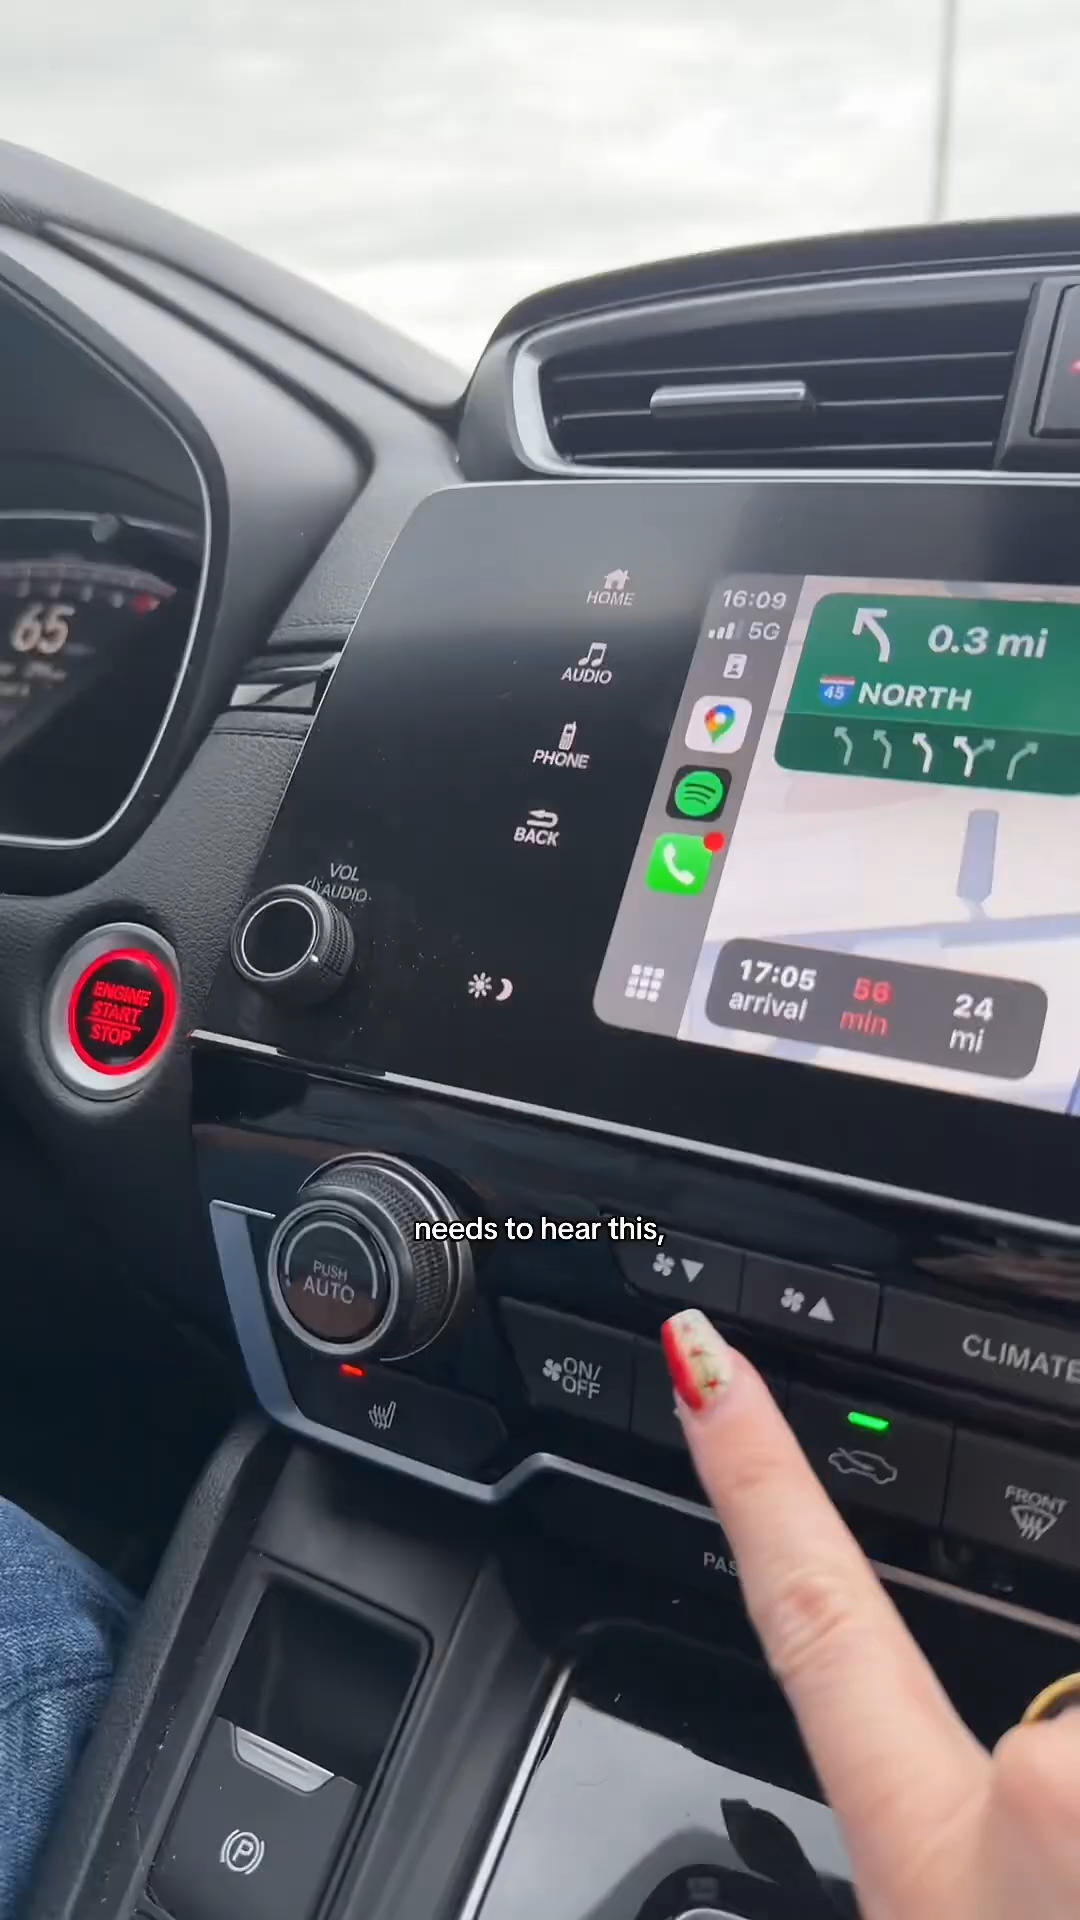 HOME
AUDIO
PHONE
BACK
VOL
AUDIO
65
16:09
5G
0.3 mi
45 NORTH
17:05
arrival
56
min
24
mi
ENGINE
START
STOP
needs to hear this,
PUSH
AUTO
ON/
OFF
CLIMATE
FRONT
PAS
P